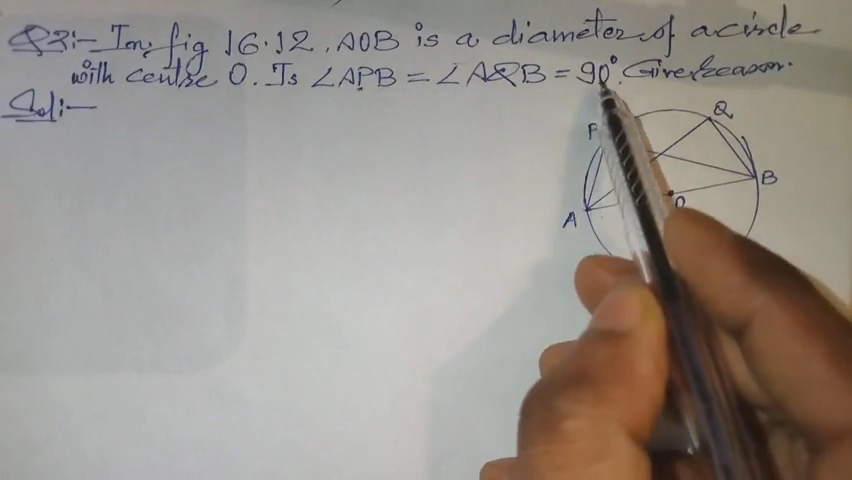 Q3:- In, fig 16.12, AOB is a diameter of a circle
with centre O. Is ∠APB = ∠AQB = 90°. Give reason.
Sol:-
Q
P
B
O
A